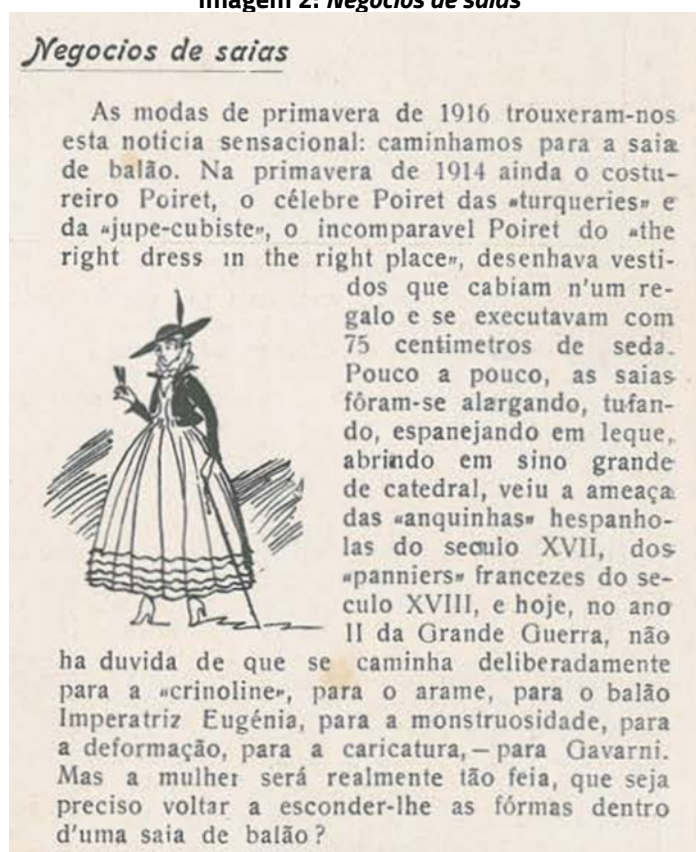 Imagem 2: Negocios de saias
Negocios de saias
As modas de primavera de 1916 trouxeram-nos
esta noticia sensacional: caminhamos para a saia
de balão. Na primavera de 1914 ainda o costu-
reiro Poiret, o célebre Poiret das «turqueries» e
da «jupe-cubiste», o incomparavel Poiret do «the
right dress in the right place», desenhava vesti-
dos que cabiam n'um re-
galo e se executavam com
75 centimetros de seda.
Pouco a pouco, as saias
fôram-se alargando, tufan-
do, espanejando em leque,
abrindo em sino grande
de catedral, veiu a ameaça
das «anquinhas» hespanho-
las do seculo XVII, dos
«panniers» francezes do se-
culo XVIII, e hoje, no ano
II da Grande Guerra, não
ha duvida de que se caminha deliberadamente
para a «crinoline», para o arame, para o balão
Imperatriz Eugénia, para a monstruosidade, para
a deformação, para a caricatura, — para Gavarni.
Mas a mulher será realmente tão feia, que seja
preciso voltar a esconder-lhe as fórmas dentro
d'uma saia de balão?